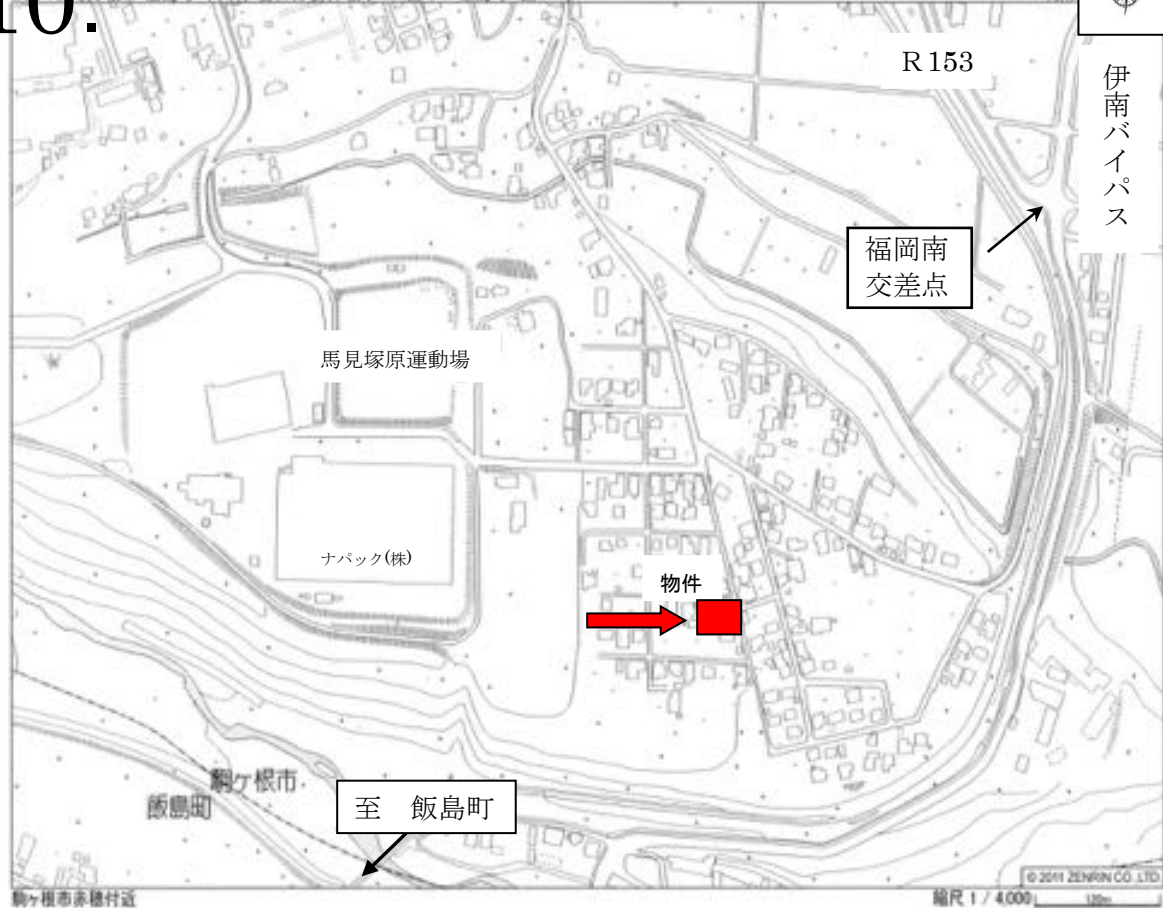 10.
R153
伊南バイパス
福岡南
交差点
馬見塚原運動場
ナパック(株)
物件
駒ヶ根市
飯島町
至　飯島町
© 2011 ZENRIN CO.,LTD
駒ヶ根市赤穂付近
縮尺 1 / 4,000
120m